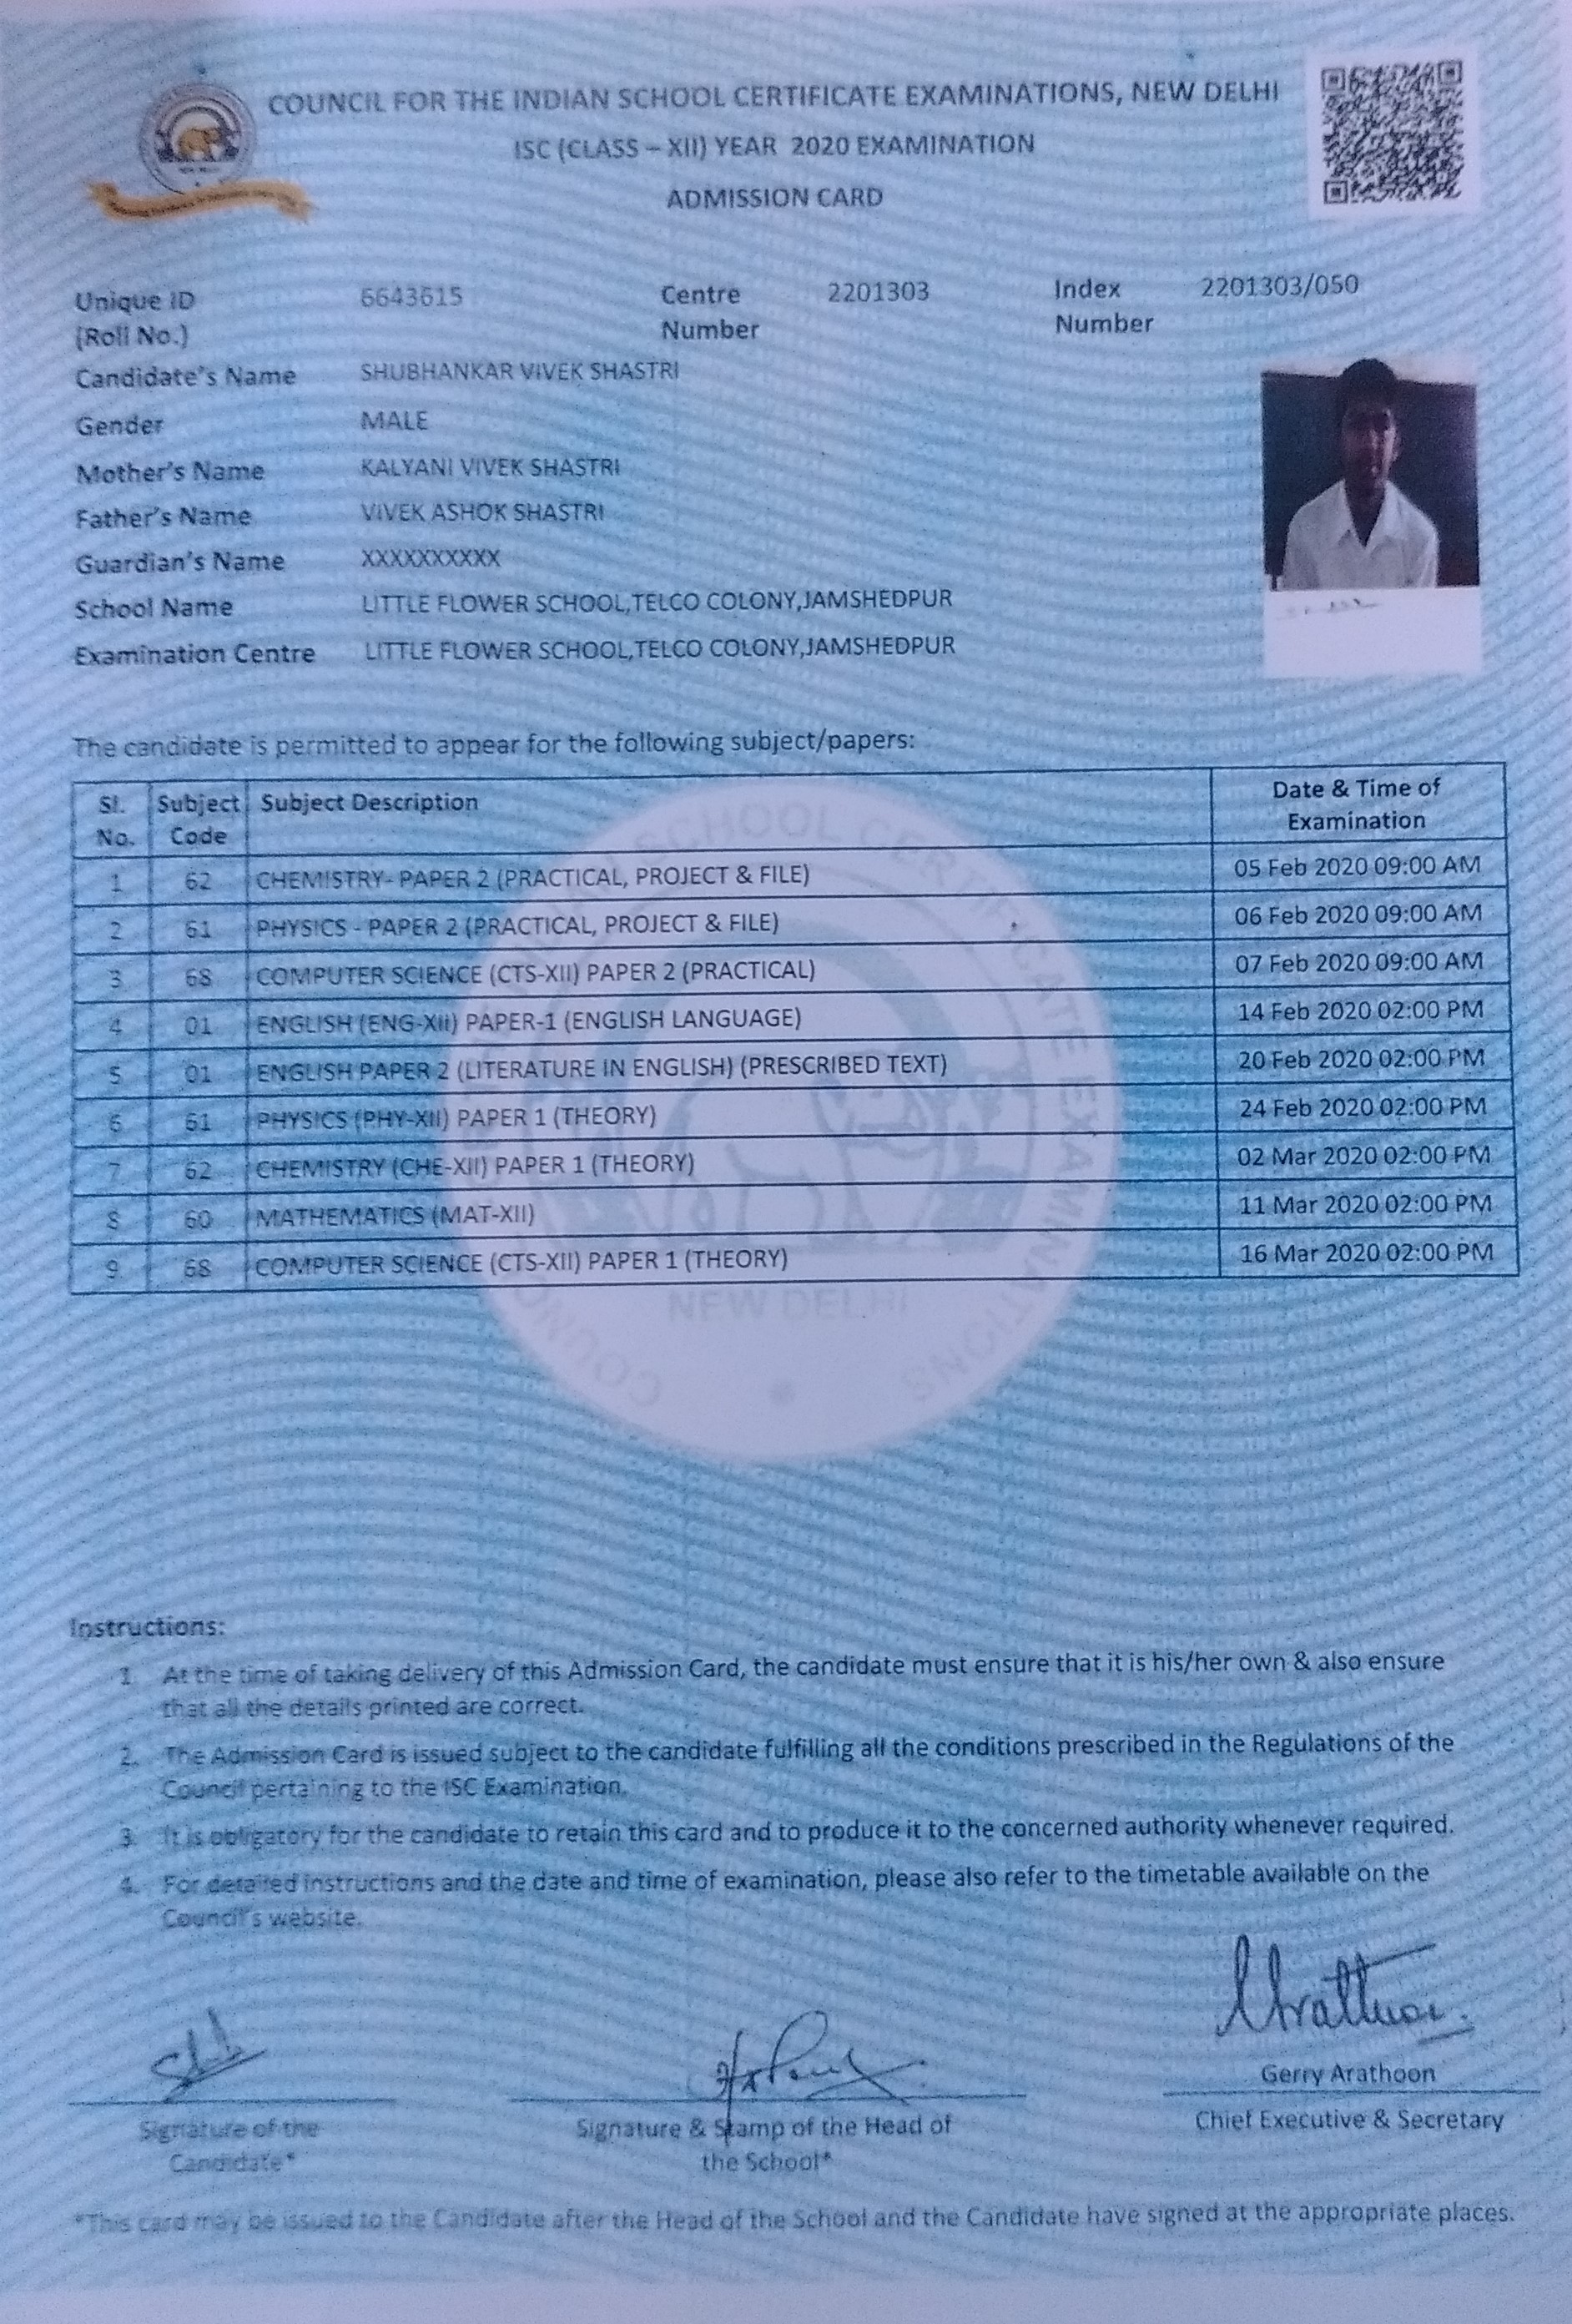 COUNCIL FOR THE INDIAN SCHOOL CERTIFICATE EXAMINATIONS, NEW DELHI
ISC (CLASS – XII) YEAR 2020 EXAMINATION
ADMISSION CARD
NEW DELHI
Unique ID (Roll No.) 6643615 Centre Number 2201303 Index Number 2201303/050
Candidate's Name SHUBHANKAR VIVEK SHASTRI
Gender MALE
Mother's Name KALYANI VIVEK SHASTRI
Father's Name VIVEK ASHOK SHASTRI
Guardian's Name XXXXXXXXXX
School Name LITTLE FLOWER SCHOOL,TELCO COLONY,JAMSHEDPUR
Examination Centre LITTLE FLOWER SCHOOL,TELCO COLONY,JAMSHEDPUR
The candidate is permitted to appear for the following subject/papers:
Sl. No. Subject Code Subject Description Date & Time of Examination
1 62 CHEMISTRY- PAPER 2 (PRACTICAL, PROJECT & FILE) 05 Feb 2020 09:00 AM
2 61 PHYSICS - PAPER 2 (PRACTICAL, PROJECT & FILE) 06 Feb 2020 09:00 AM
3 68 COMPUTER SCIENCE (CTS-XII) PAPER 2 (PRACTICAL) 07 Feb 2020 09:00 AM
4 01 ENGLISH (ENG-XII) PAPER-1 (ENGLISH LANGUAGE) 14 Feb 2020 02:00 PM
5 01 ENGLISH PAPER 2 (LITERATURE IN ENGLISH) (PRESCRIBED TEXT) 20 Feb 2020 02:00 PM
6 61 PHYSICS (PHY-XII) PAPER 1 (THEORY) 24 Feb 2020 02:00 PM
7 62 CHEMISTRY (CHE-XII) PAPER 1 (THEORY) 02 Mar 2020 02:00 PM
8 60 MATHEMATICS (MAT-XII) 11 Mar 2020 02:00 PM
9 68 COMPUTER SCIENCE (CTS-XII) PAPER 1 (THEORY) 16 Mar 2020 02:00 PM
NEW DELHI
Instructions:
1. At the time of taking delivery of this Admission Card, the candidate must ensure that it is his/her own & also ensure
that all the details printed are correct.
2. The Admission Card is issued subject to the candidate fulfilling all the conditions prescribed in the Regulations of the
Council pertaining to the ISC Examination.
3. It is obligatory for the candidate to retain this card and to produce it to the concerned authority whenever required.
4. For detailed instructions and the date and time of examination, please also refer to the timetable available on the
Council's website.
Gerry Arathoon
Signature of the Candidate*
Signature & Stamp of the Head of the School*
Chief Executive & Secretary
*This card may be issued to the Candidate after the Head of the School and the Candidate have signed at the appropriate places.